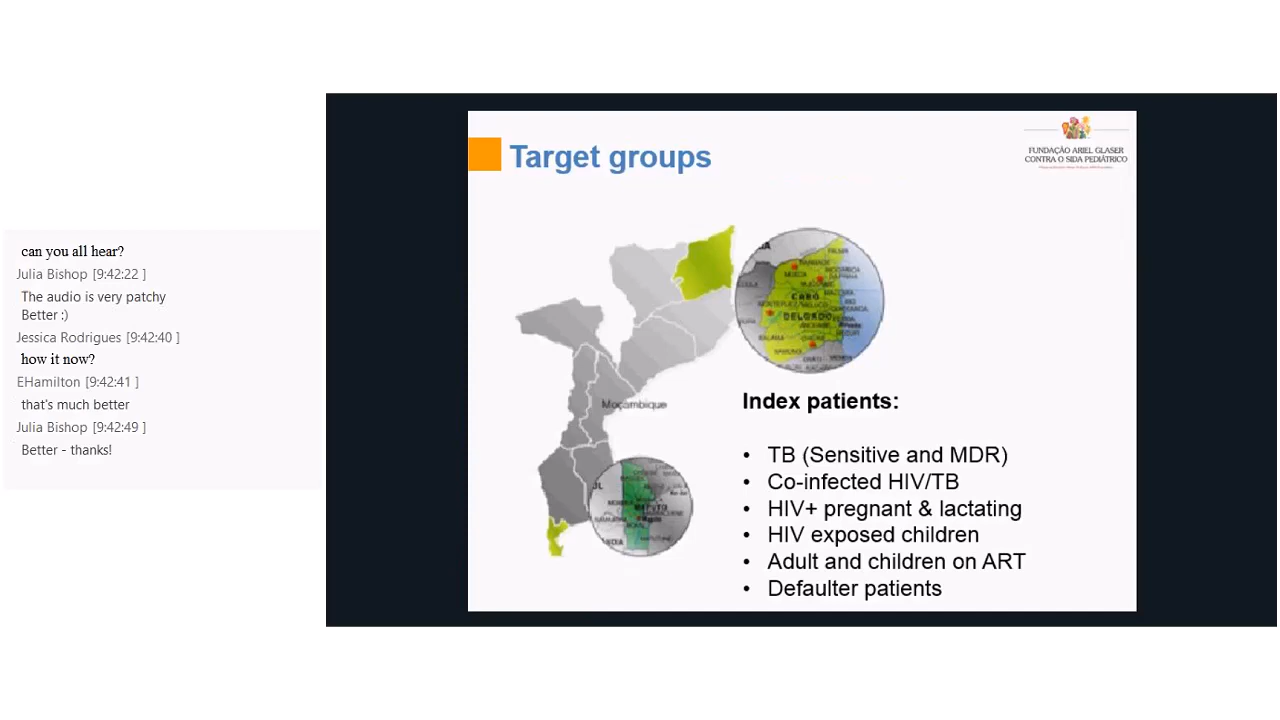 can you all hear?
Julia Bishop [9:42:22 ]
The audio is very patchy
Better :)
Jessica Rodrigues [9:42:40 ]
how it now?
EHamilton [9:42:41 ]
that's much better
Julia Bishop [9:42:49 ]
Better - thanks!
Target groups
FUNDAÇÃO ARIEL GLASER
CONTRA O SIDA PEDIÁTRICO
CABO
DELGADO
Moçambique
MAPUTO
Index patients:
• TB (Sensitive and MDR)
• Co-infected HIV/TB
• HIV+ pregnant & lactating
• HIV exposed children
• Adult and children on ART
• Defaulter patients